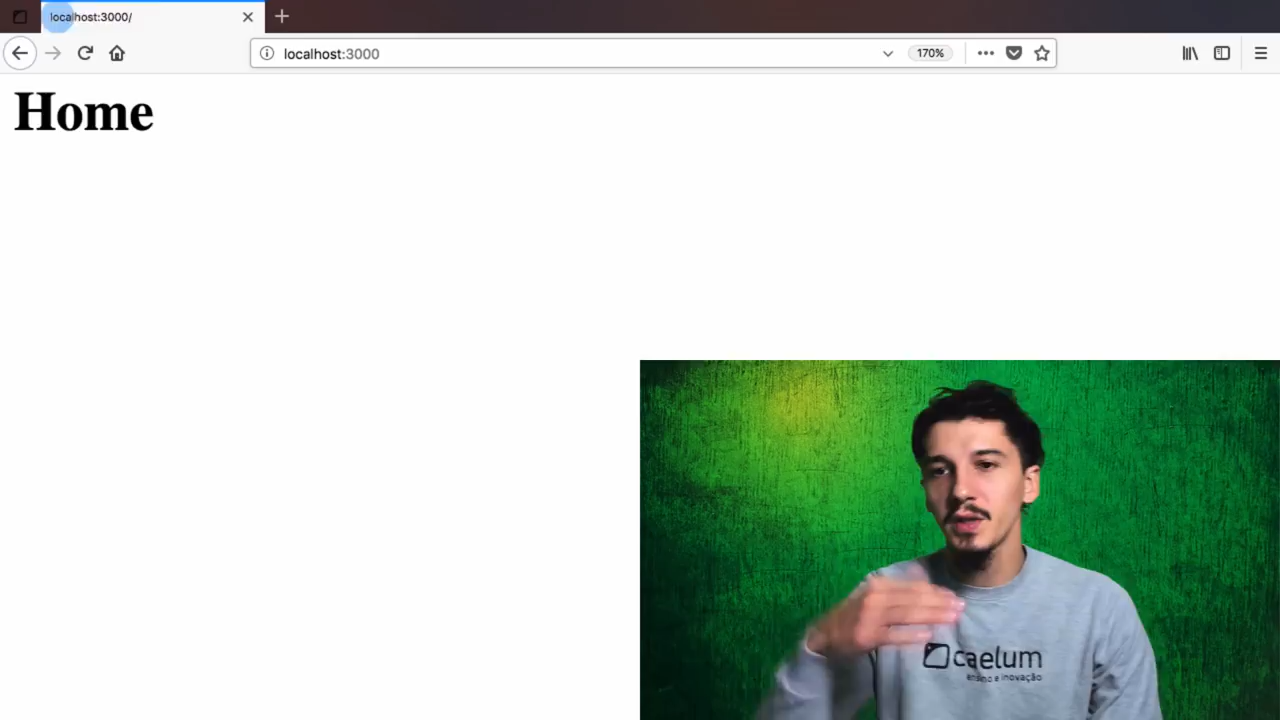 localhost:3000/
localhost:3000
170%
Home
caelum
ensino e inovação